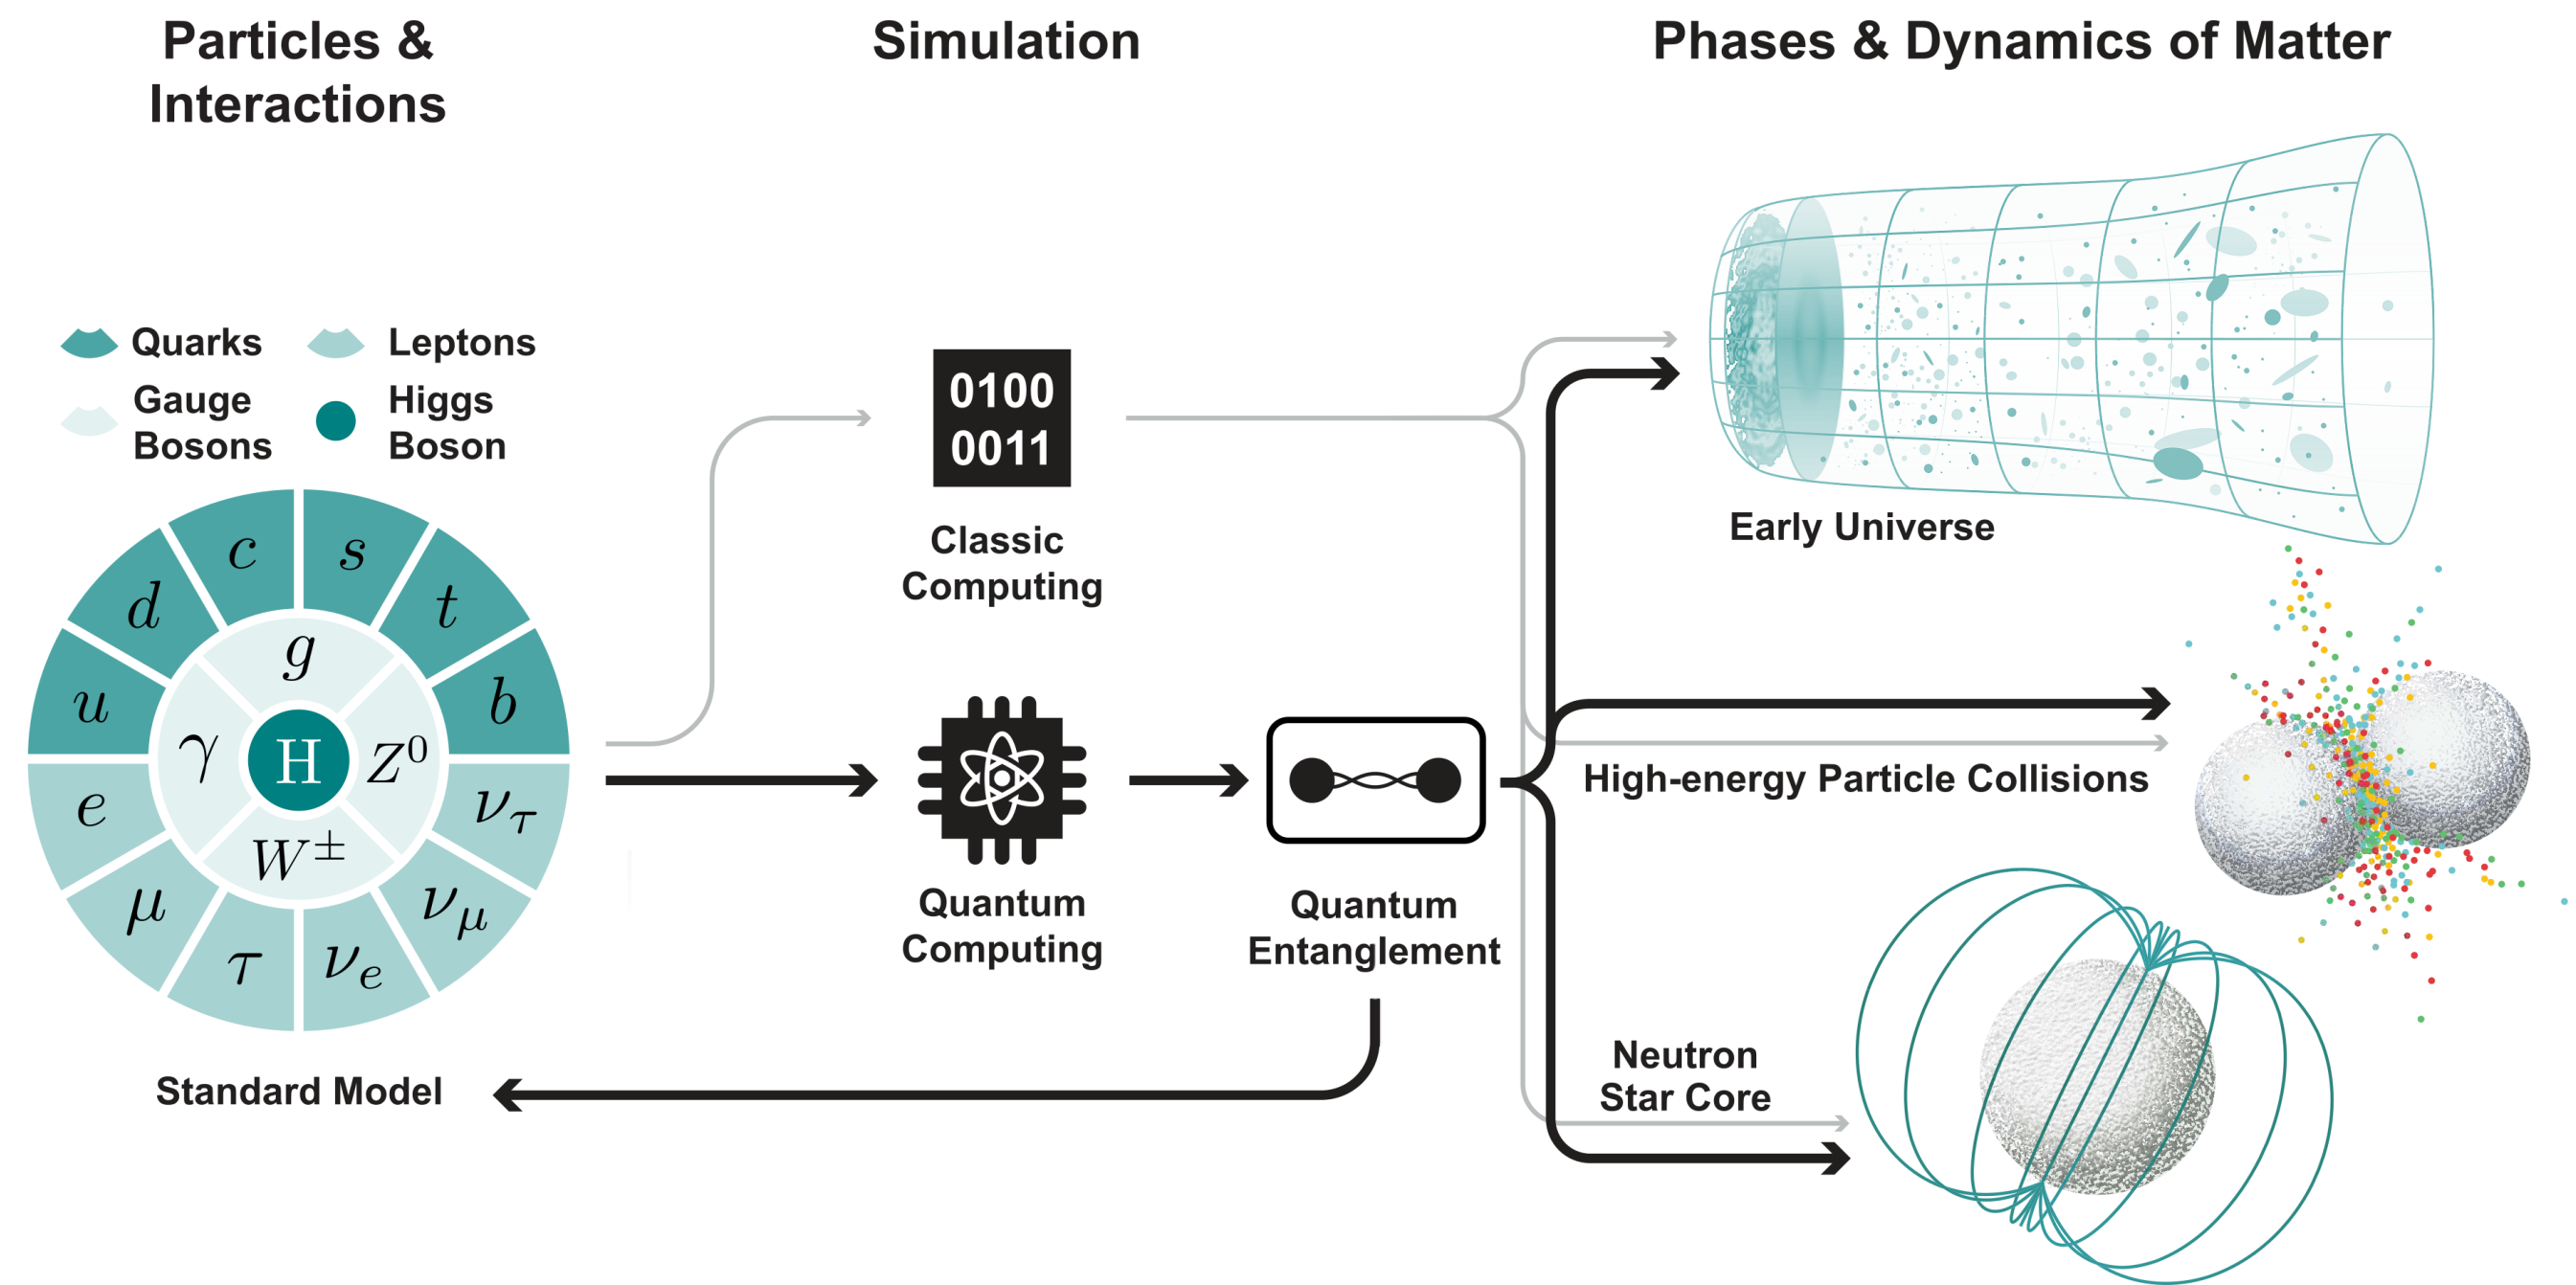 Particles &
Interactions
Simulation
Phases & Dynamics of Matter
Quarks
Leptons
Gauge
Bosons
Higgs
Boson
0100
0011
Classic
Computing
Early Universe
c
s
d
t
u
b
g
γ
H
Z⁰
W±
e
ν_τ
μ
ν_μ
τ
ν_e
Standard Model
Quantum
Computing
Quantum
Entanglement
High-energy Particle Collisions
Neutron
Star Core